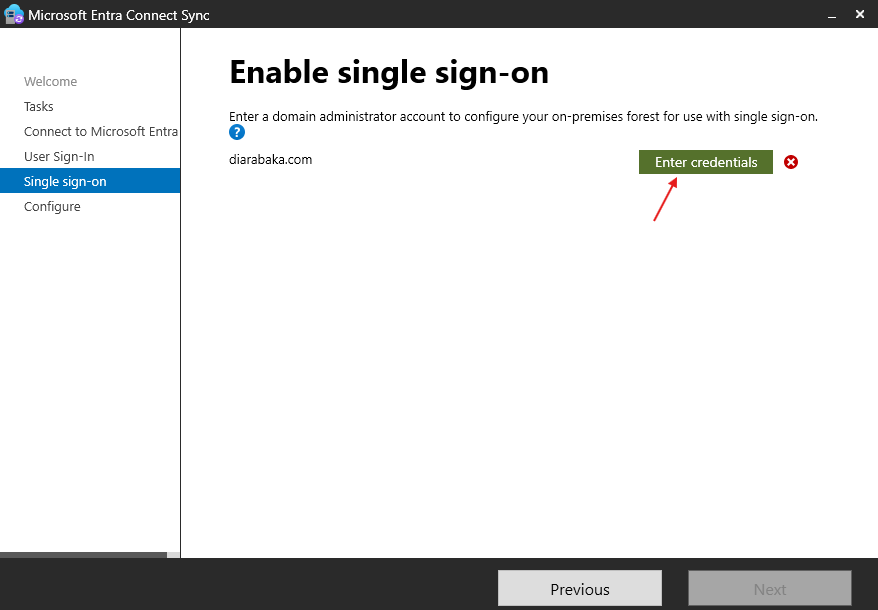 Microsoft Entra Connect Sync
Welcome
Tasks
Connect to Microsoft Entra
User Sign-In
Single sign-on
Configure
Enable single sign-on
Enter a domain administrator account to configure your on-premises forest for use with single sign-on.
?
diarabaka.com
Enter credentials
Previous
Next